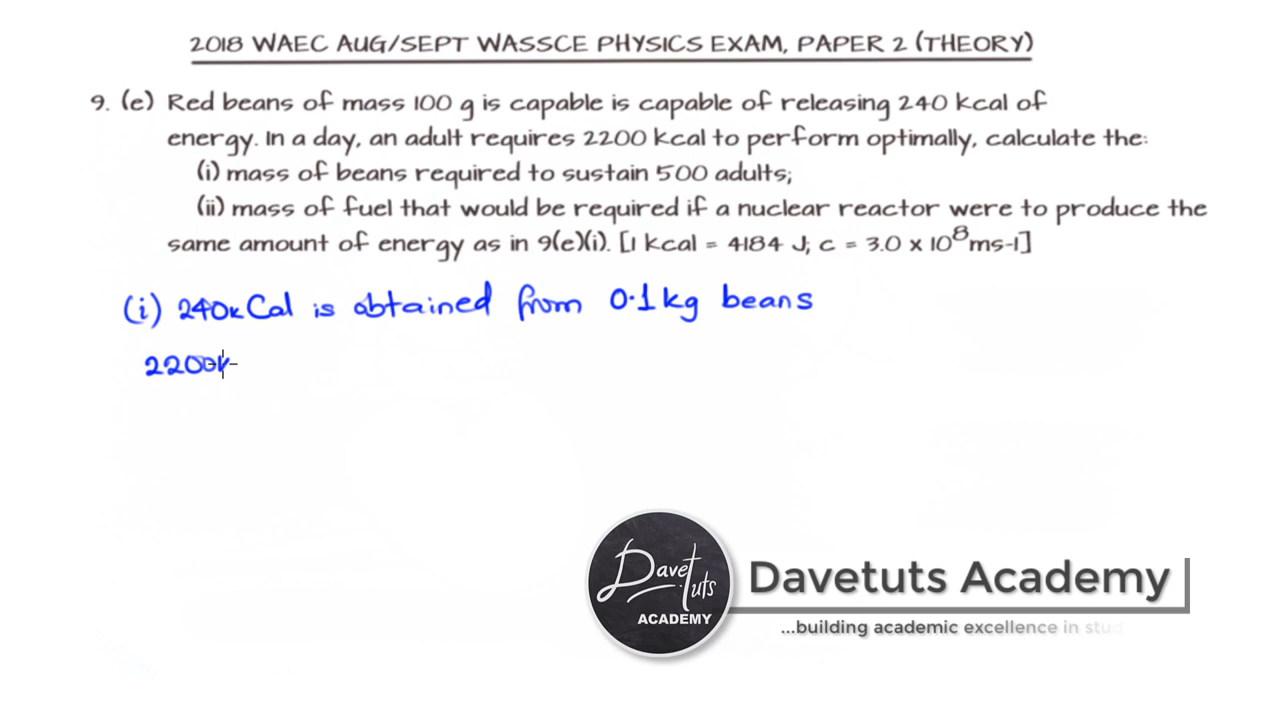 2018 WAEC AUG/SEPT WASSCE PHYSICS EXAM, PAPER 2 (THEORY)
9. (e) Red beans of mass 100 g is capable is capable of releasing 240 kcal of
energy. In a day, an adult requires 2200 kcal to perform optimally, calculate the:
(i) mass of beans required to sustain 500 adults;
(ii) mass of fuel that would be required if a nuclear reactor were to produce the
same amount of energy as in 9(e)(i). [1 kcal = 4184 J; c = 3.0 x 10⁸ms-1]
(i) 240kCal is obtained from 0.1kg beans
2200k
Dave Tuts
ACADEMY
Davetuts Academy
...building academic excellence in stud